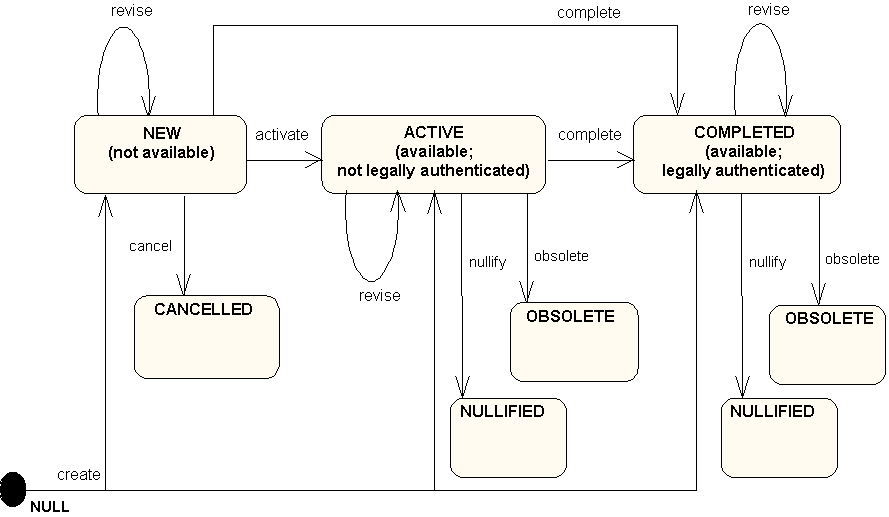 revise
complete
revise
NEW
(not available)
activate
ACTIVE
(available;
not legally authenticated)
complete
COMPLETED
(available;
legally authenticated)
cancel
revise
nullify
obsolete
nullify
obsolete
CANCELLED
OBSOLETE
OBSOLETE
NULLIFIED
NULLIFIED
create
NULL